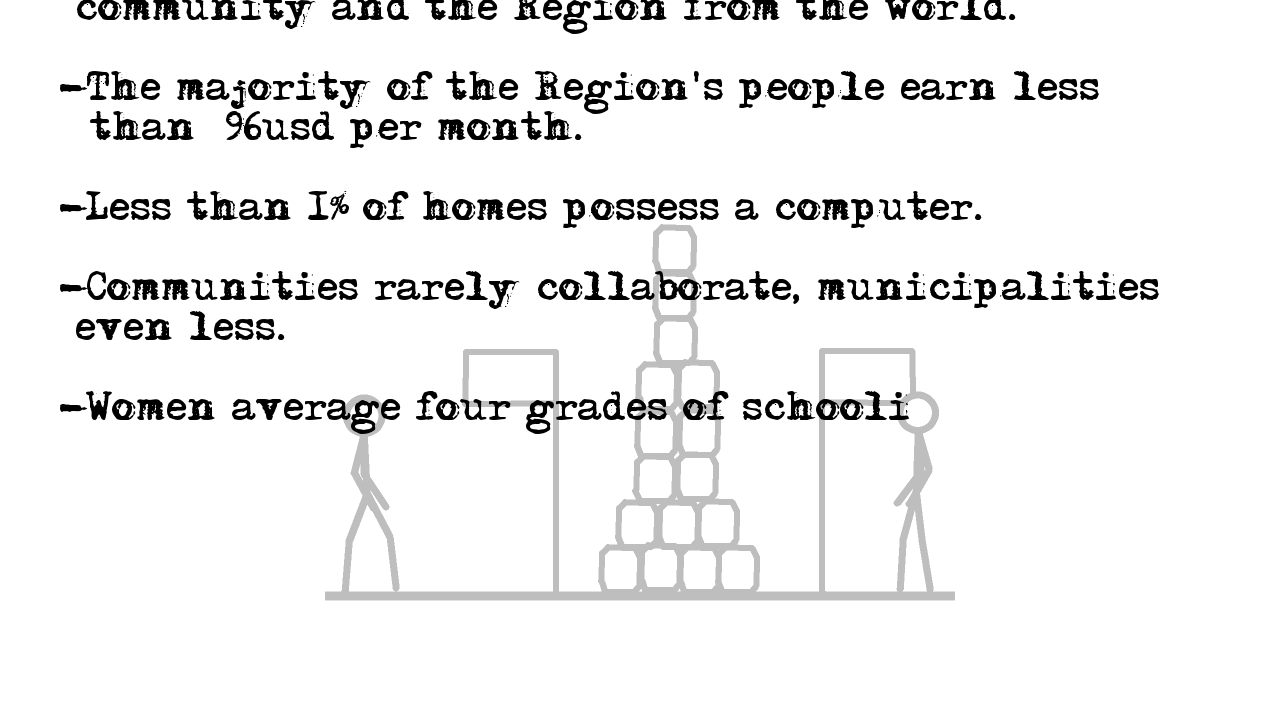 community and the Region from the world.
-The majority of the Region's people earn less
than 96usd per month.
-Less than I% of homes possess a computer.
-Communities rarely collaborate, municipalities
even less.
-Women average four grades of schooli